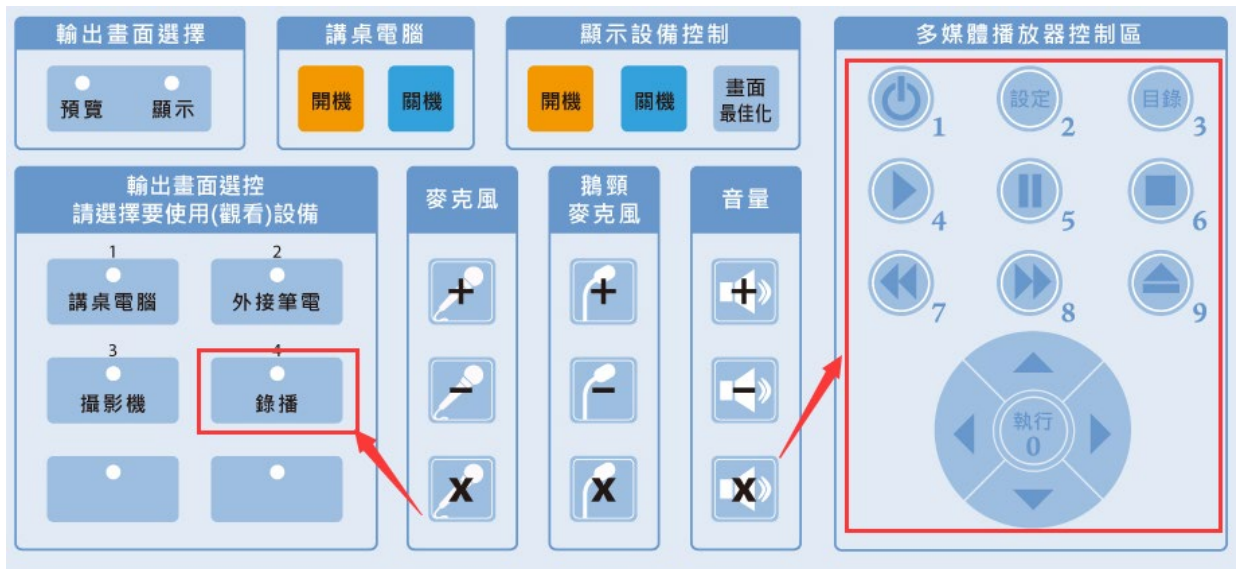 輸出畫面選擇
預覽 顯示
講桌電腦
開機 關機
顯示設備控制
開機 關機 畫面
最佳化
輸出畫面選控
請選擇要使用(觀看)設備
1 2
講桌電腦 外接筆電
3 4
攝影機 錄播
麥克風
+
-
x
鵝頸
麥克風
+
-
x
音量
+
-
x
多媒體播放器控制區
1 設定 2 目錄 3
4 5 6
7 8 9
執行
0